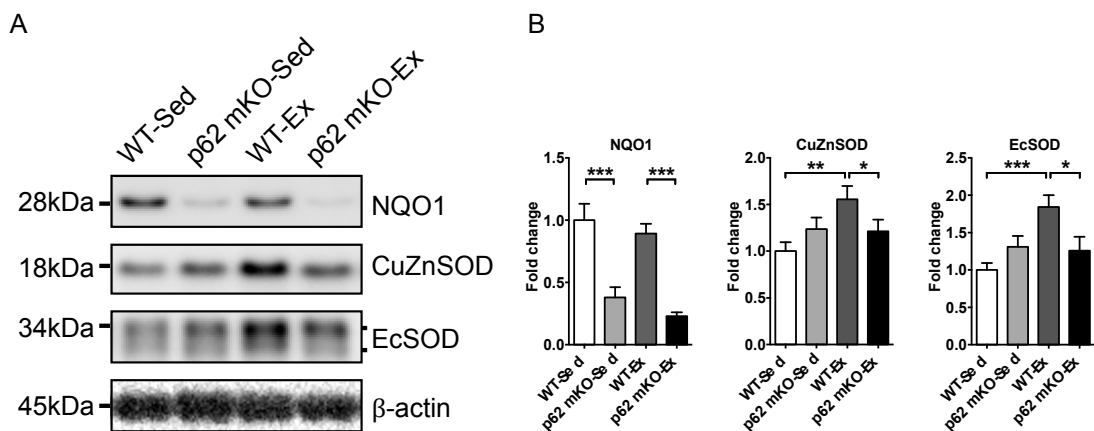 A
WT-Sed
p62 mKO-Sed
WT-Ex
p62 mKO-Ex
28kDa
NQO1
18kDa
CuZnSOD
34kDa
EcSOD
45kDa
β-actin
B
NQO1
***
***
Fold change
1.5
1.0
0.5
0.0
WT-Se d
p62 mKO-Se d
WT-Ex
p62 mKO-Ex
CuZnSOD
**
*
Fold change
2.0
1.5
1.0
0.5
0.0
WT-Se d
p62 mKO-Se d
WT-Ex
p62 mKO-Ex
EcSOD
***
*
Fold change
2.5
2.0
1.5
1.0
0.5
0.0
WT-Se d
p62 mKO-Se d
WT-Ex
p62 mKO-Ex